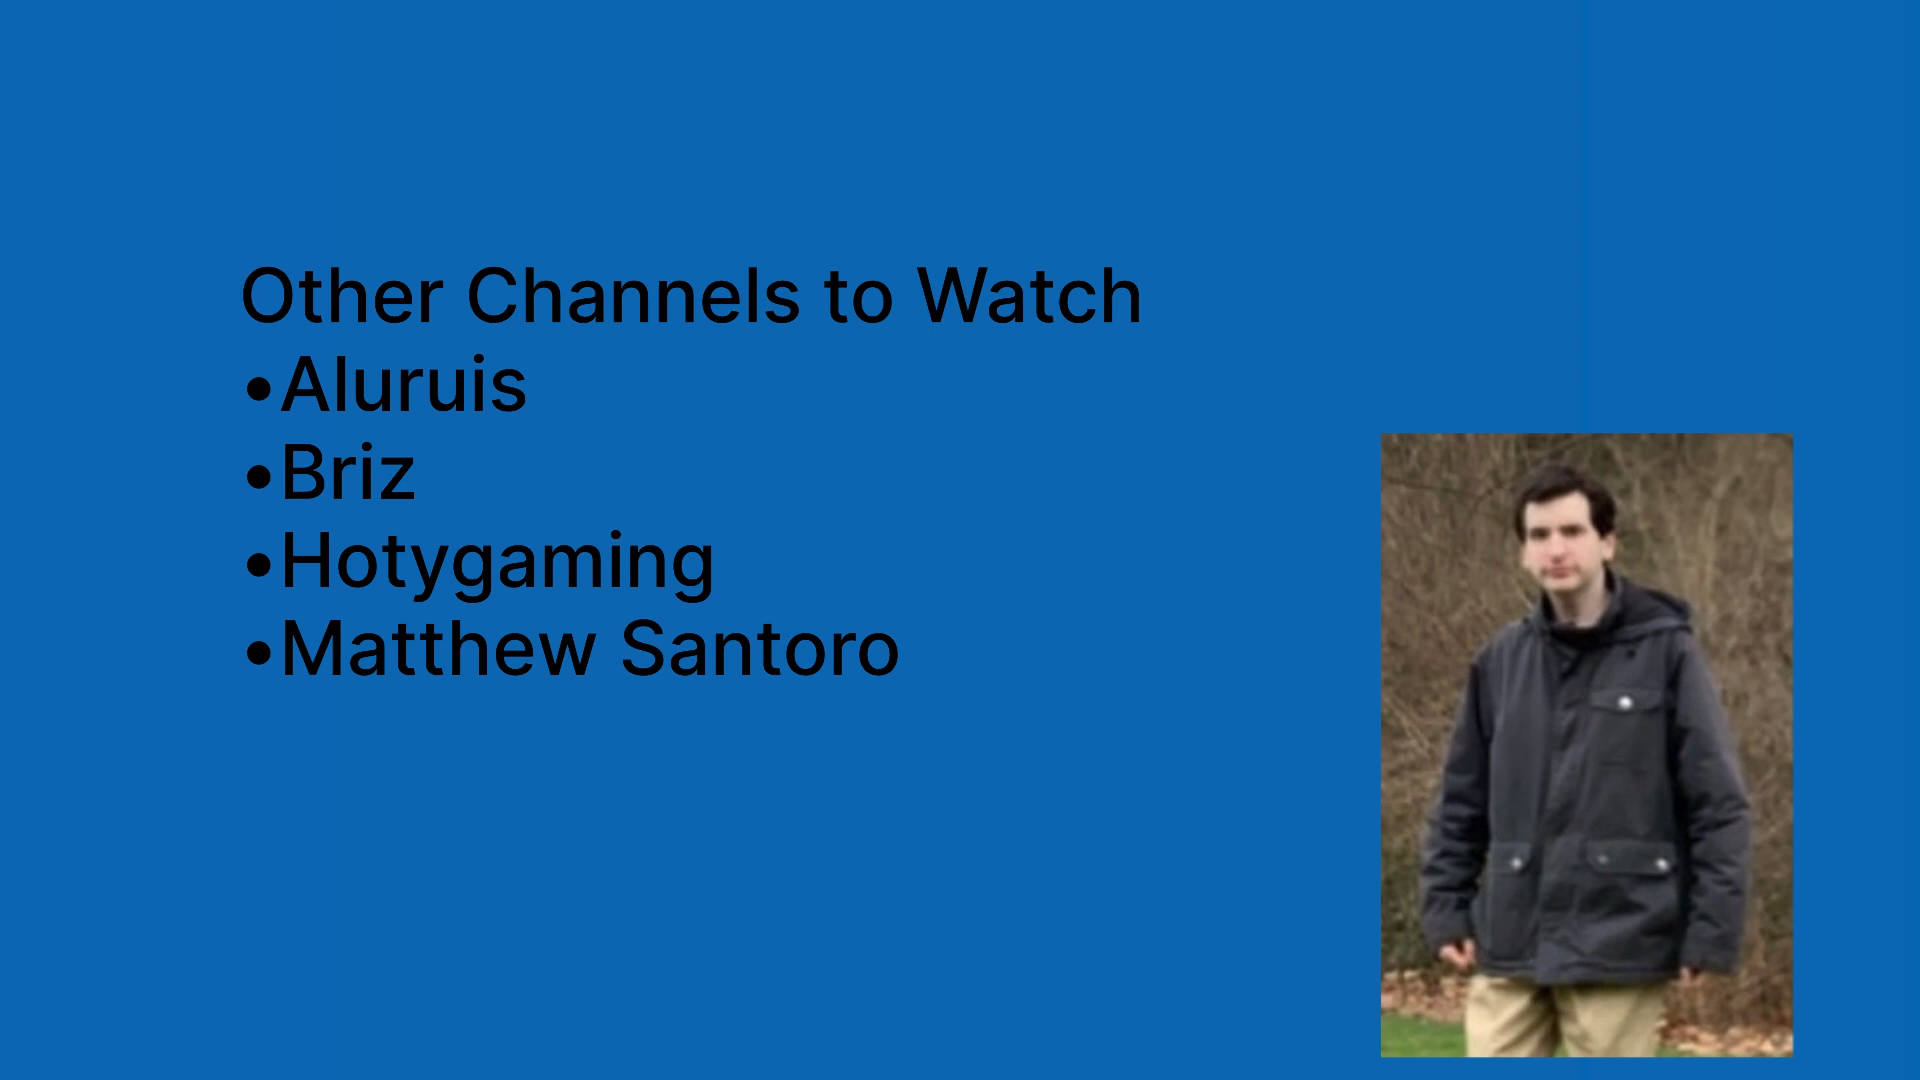 Other Channels to Watch
•Aluruis
•Briz
•Hotygaming
•Matthew Santoro